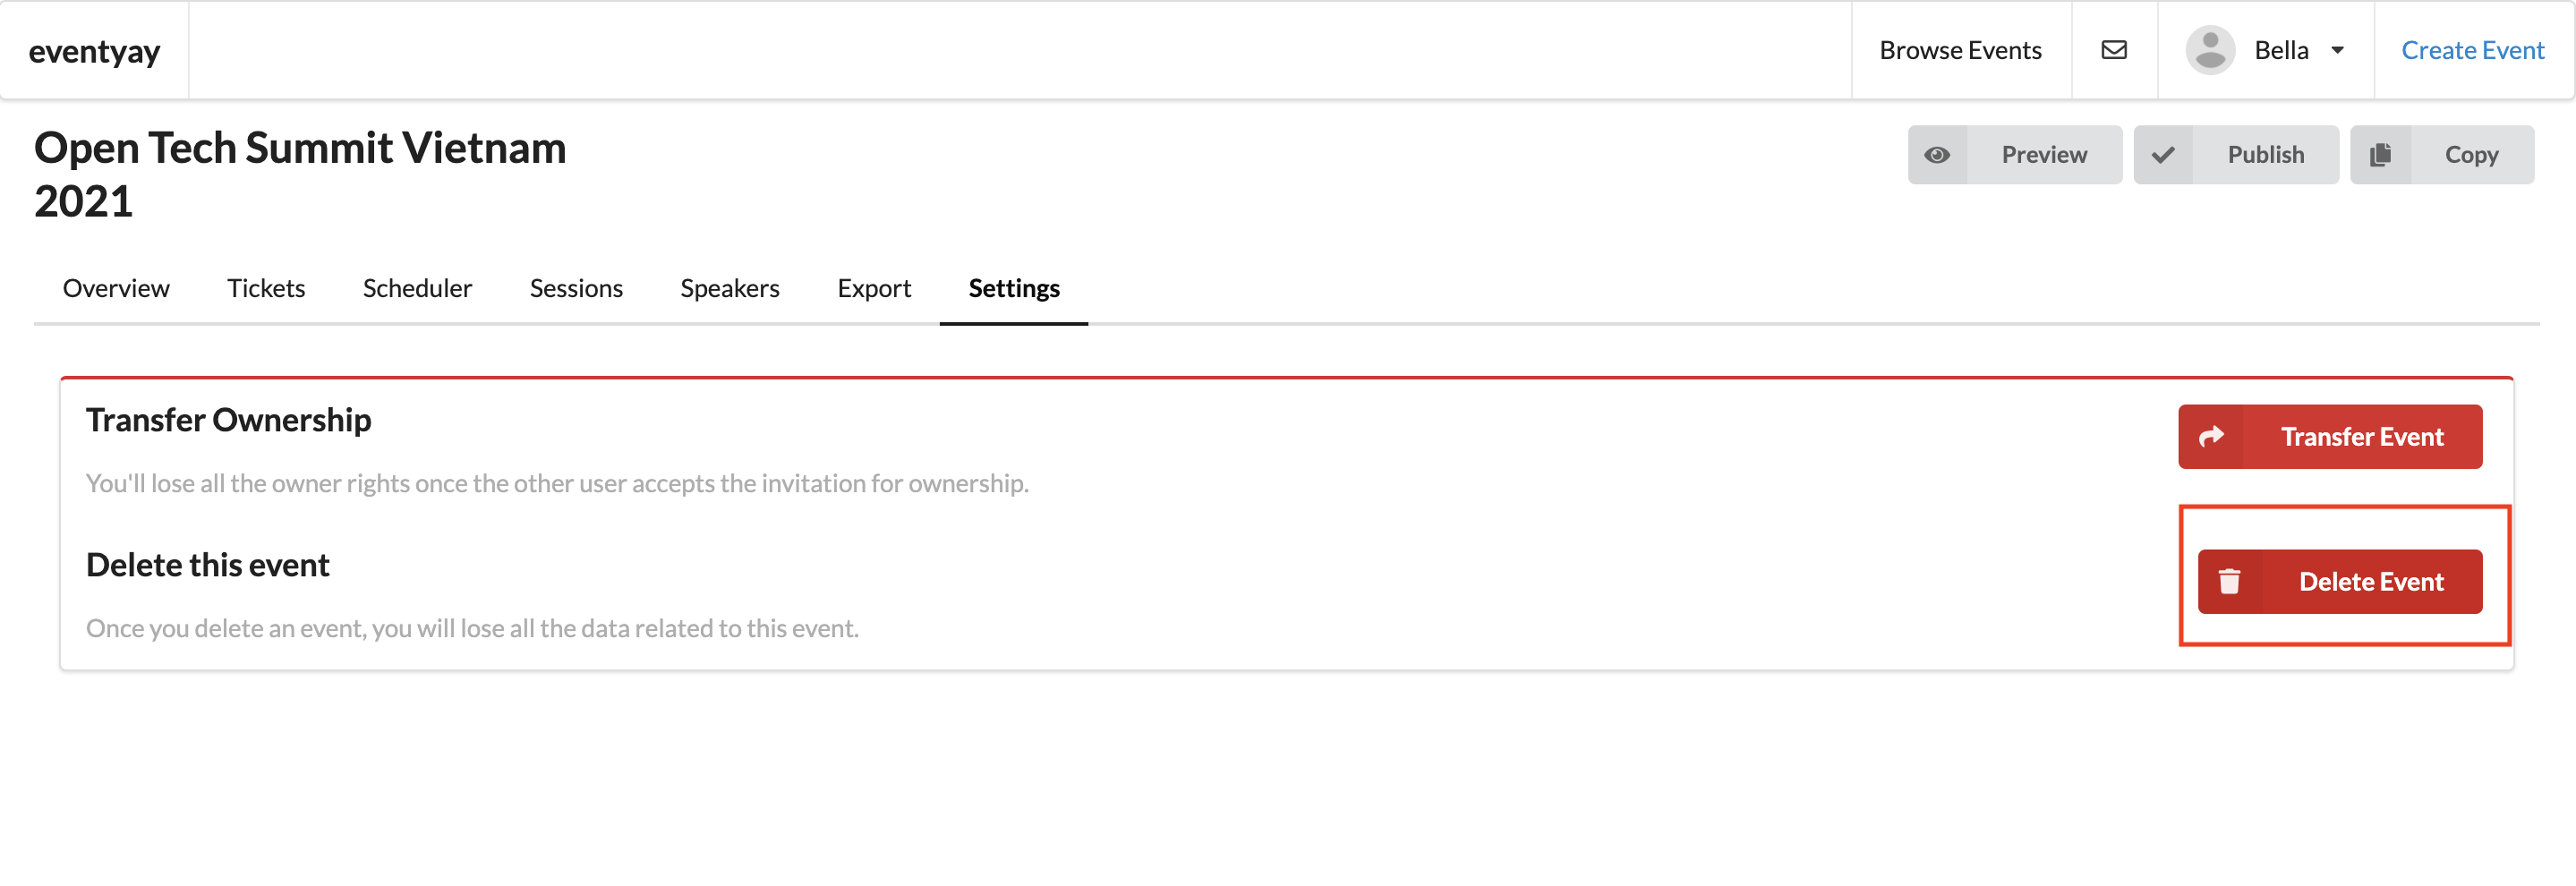 eventyay
Browse Events
Bella
Create Event
Open Tech Summit Vietnam
2021
Preview
Publish
Copy
Overview
Tickets
Scheduler
Sessions
Speakers
Export
Settings
Transfer Ownership
Transfer Event
You'll lose all the owner rights once the other user accepts the invitation for ownership.
Delete this event
Delete Event
Once you delete an event, you will lose all the data related to this event.